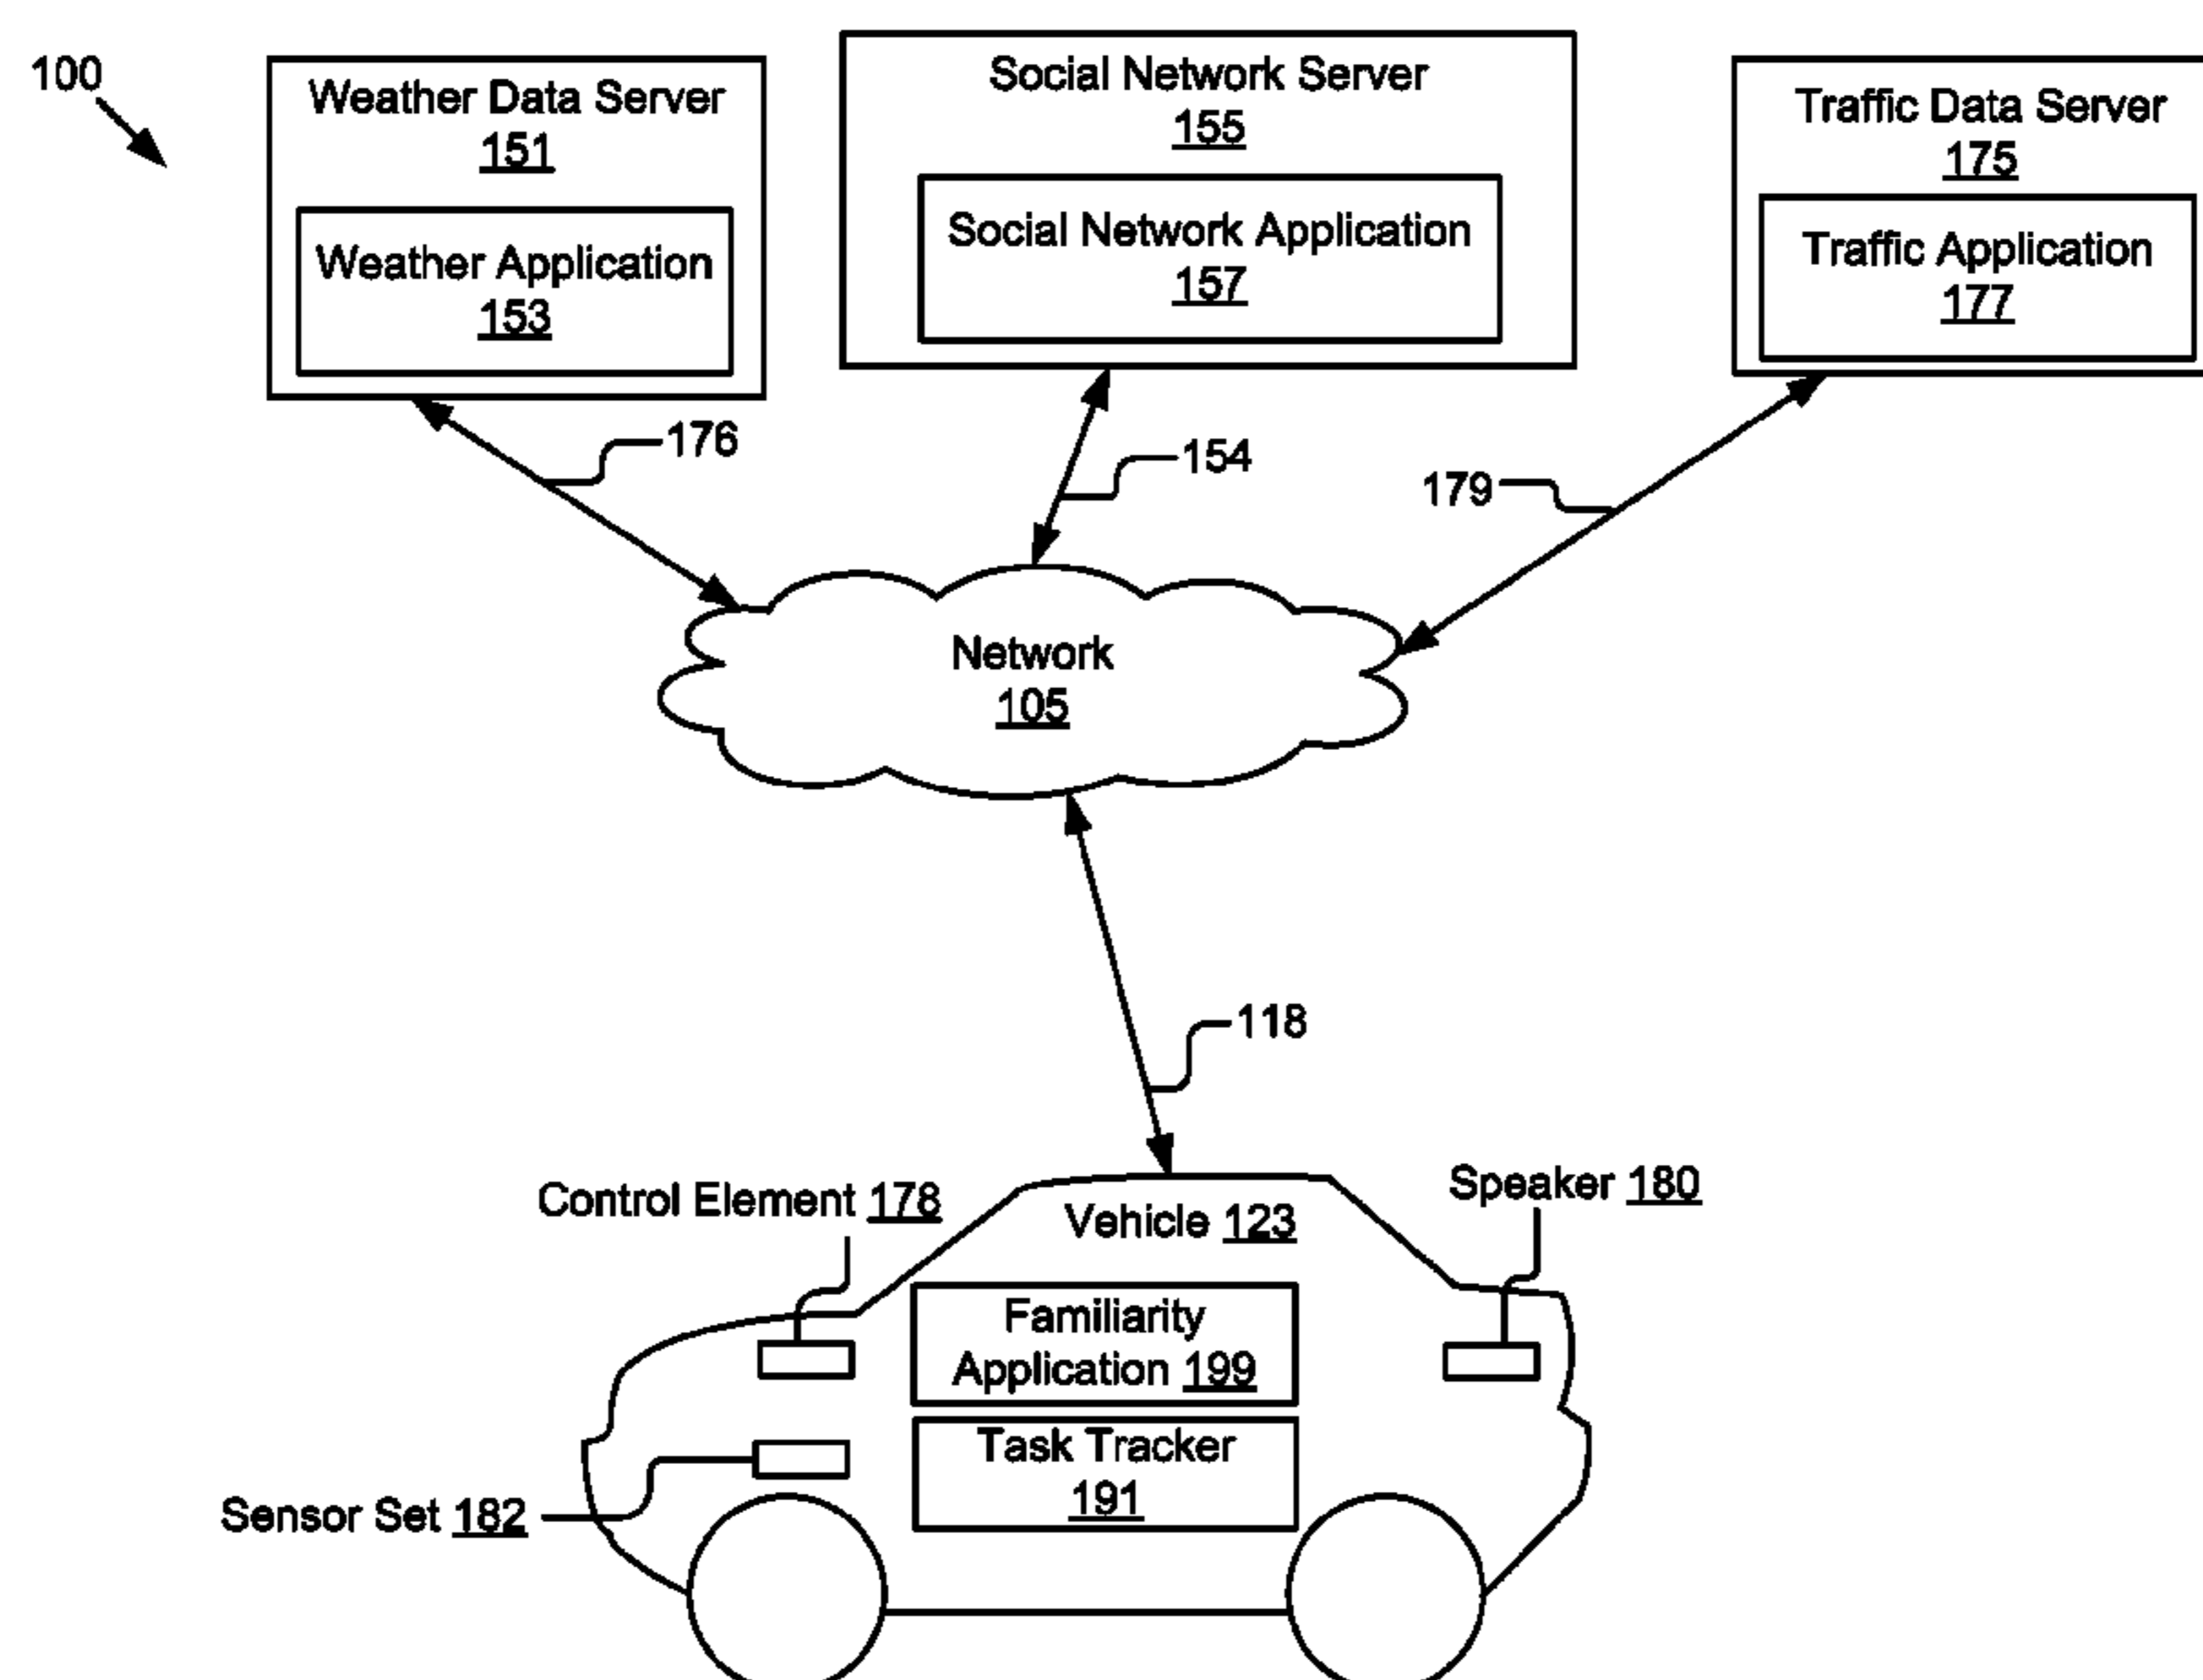 100
Weather Data Server
151
Weather Application
153
Social Network Server
155
Social Network Application
157
Traffic Data Server
175
Traffic Application
177
176
154
179
Network
105
118
Control Element 178
Vehicle 123
Speaker 180
Familiarity
Application 199
Task Tracker
191
Sensor Set 182